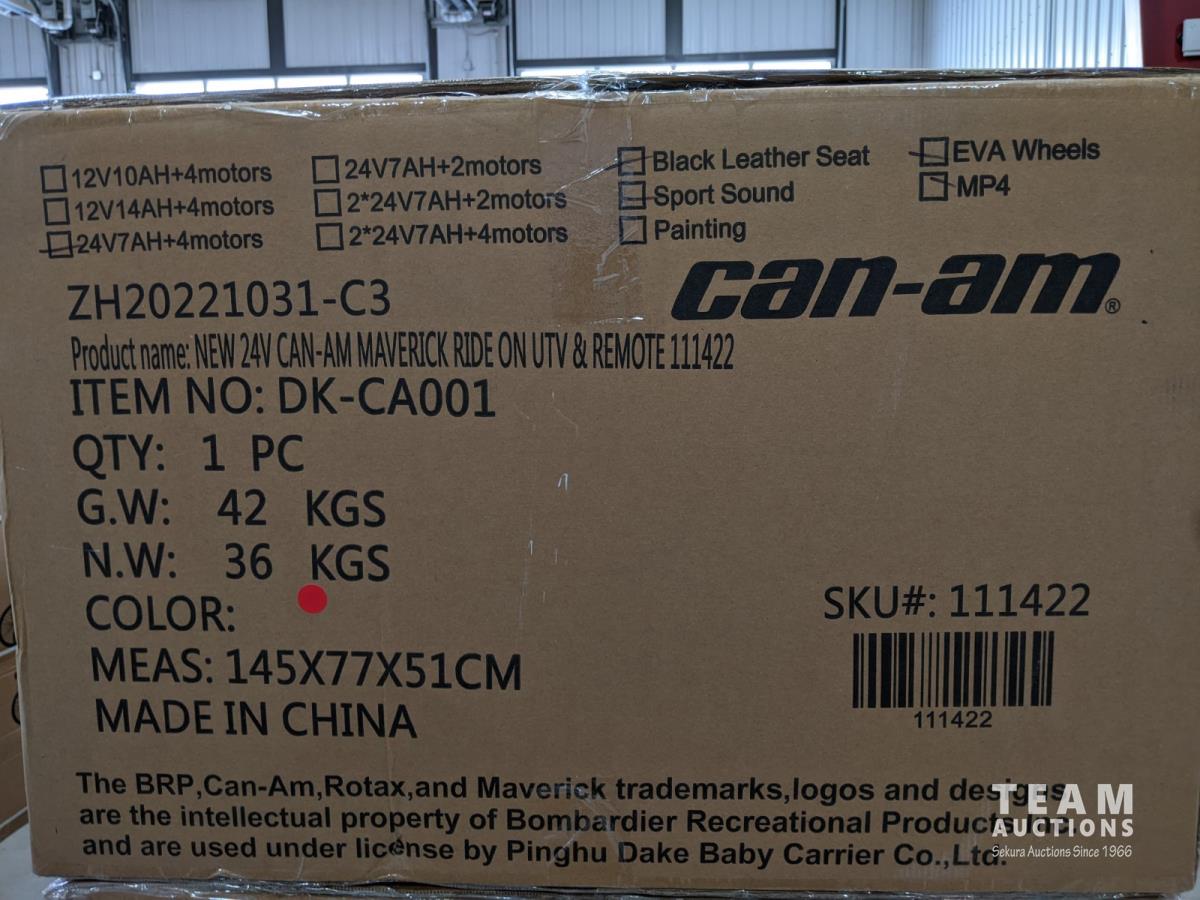 12V10AH+4motors
12V14AH+4motors
24V7AH+4motors
24V7AH+2motors
2*24V7AH+2motors
2*24V7AH+4motors
Black Leather Seat
Sport Sound
Painting
EVA Wheels
MP4
can-am®
ZH20221031-C3
Product name: NEW 24V CAN-AM MAVERICK RIDE ON UTV & REMOTE 111422
ITEM NO: DK-CA001
QTY: 1 PC
G.W: 42 KGS
N.W: 36 KGS
COLOR:
MEAS: 145X77X51CM
MADE IN CHINA
SKU#: 111422
111422
The BRP,Can-Am,Rotax,and Maverick trademarks,logos and designs
are the intellectual property of Bombardier Recreational Products
and are used under license by Pinghu Dake Baby Carrier Co.,Ltd.
TEAM
AUCTIONS
Sekura Auctions Since 1966